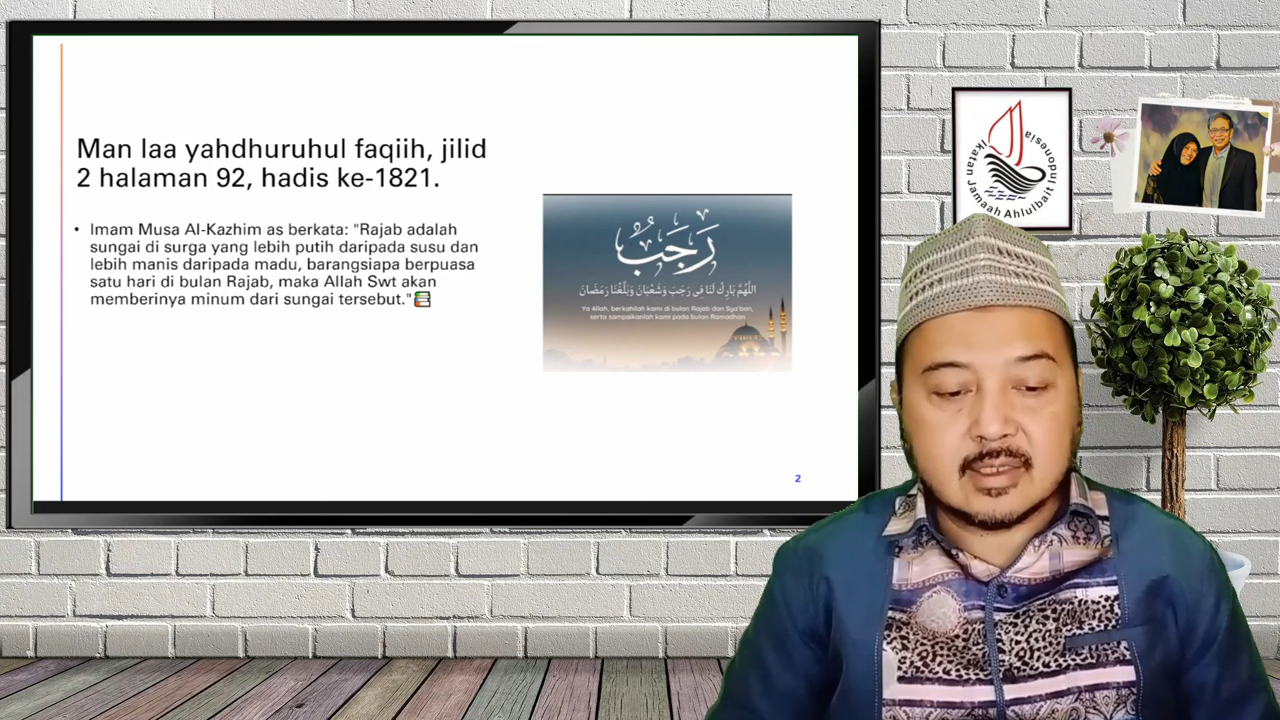 Man laa yahdhuruhul faqiih, jilid
2 halaman 92, hadis ke-1821.
• Imam Musa Al-Kazhim as berkata: "Rajab adalah
sungai di surga yang lebih putih daripada susu dan
lebih manis daripada madu, barangsiapa berpuasa
satu hari di bulan Rajab, maka Allah Swt akan
memberinya minum dari sungai tersebut."📚
رَجَبٌ
اللَّهُمَّ بَارِكْ لَنَا فِى رَجَبَ وَشَعْبَانَ وَبَلِّغْنَا رَمَضَانَ
Ya Allah, berkahilah kami di bulan Rajab dan Sya'ban,
serta sampaikanlah kami pada bulan Ramadhan
2
Ikatan Jamaah Ahlulbait Indonesia